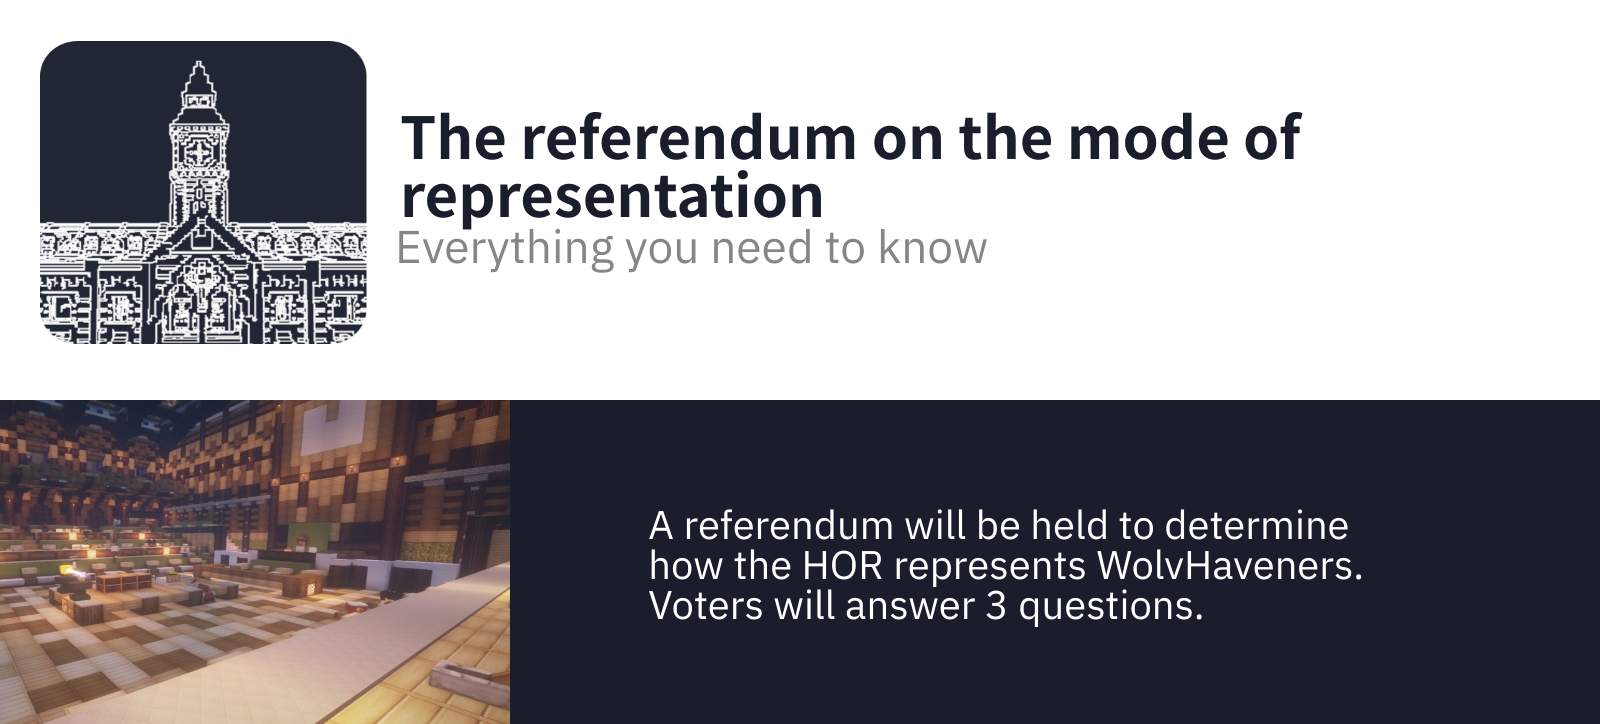 The referendum on the mode of
representation
Everything you need to know
A referendum will be held to determine
how the HOR represents WolvHaveners.
Voters will answer 3 questions.